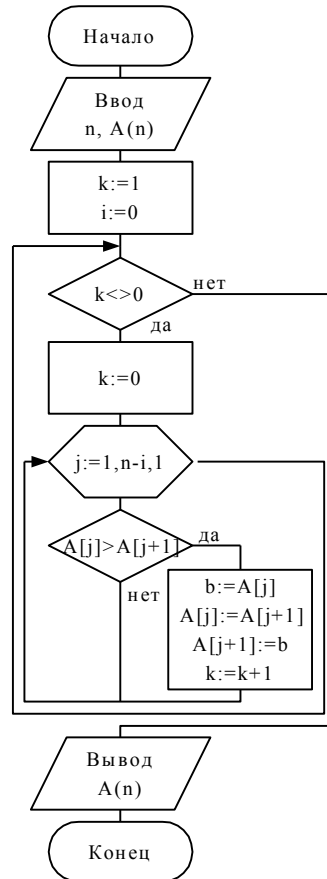 Начало
Ввод
n, A(n)
k:=1
i:=0
k<>0
нет
да
k:=0
j:=1,n-i,1
A[j]>A[j+1]
да
нет
b:=A[j]
A[j]:=A[j+1]
A[j+1]:=b
k:=k+1
Вывод
A(n)
Конец